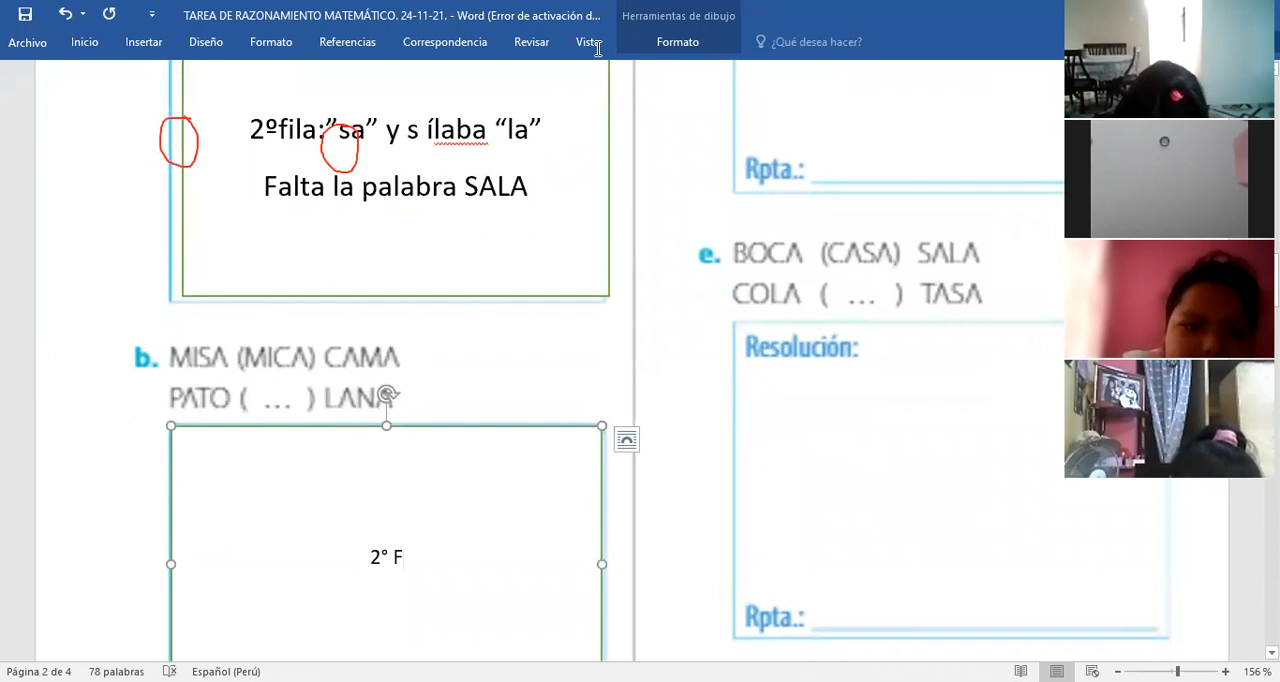 TAREA DE RAZONAMIENTO MATEMÁTICO. 24-11-21. - Word (Error de activación d...
Herramientas de dibujo
Archivo Inicio Insertar Diseño Formato Referencias Correspondencia Revisar Vista Formato ¿Qué desea hacer?
2ºfila:”sa” y s ílaba “la”
Falta la palabra SALA
b. MISA (MICA) CAMA
PATO ( ... ) LANA
2° F
Rpta.:
e. BOCA (CASA) SALA
COLA ( ... ) TASA
Resolución:
Rpta.:
Página 2 de 4 78 palabras Español (Perú) 156 %